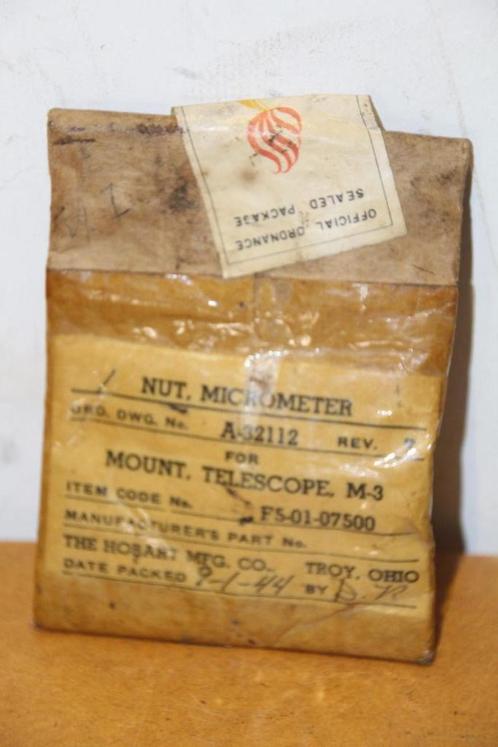 OFFICIAL ORDNANCE
SEALED PACKAGE
NUT, MICROMETER
ORD. DWG. No. A-32112 REV. 2
FOR
MOUNT, TELESCOPE, M-3
ITEM CODE No. F5-01-07500
MANUFACTURER'S PART No.
THE HOBART MFG. CO., TROY, OHIO
DATE PACKED 9-1-44 BY D.